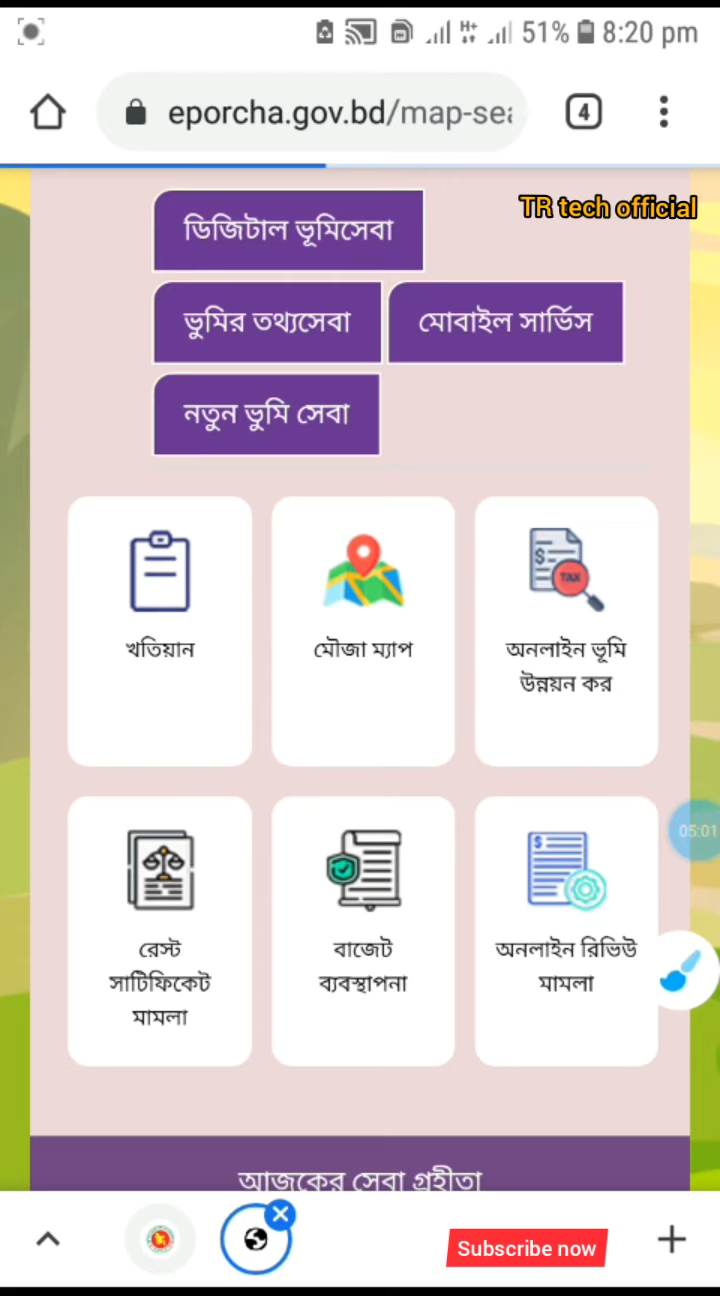 51% 8:20 pm
eporcha.gov.bd/map-sea
4
TR tech official
ডিজিটাল ভূমিসেবা
ভুমির তথ্যসেবা
মোবাইল সার্ভিস
নতুন ভুমি সেবা
খতিয়ান
মৌজা ম্যাপ
অনলাইন ভূমি
উন্নয়ন কর
$
TAX
05:01
রেস্ট
সাটিফিকেট
মামলা
বাজেট
ব্যবস্থাপনা
$
অনলাইন রিভিউ
মামলা
আজকের সেবা গ্রহীতা
Subscribe now